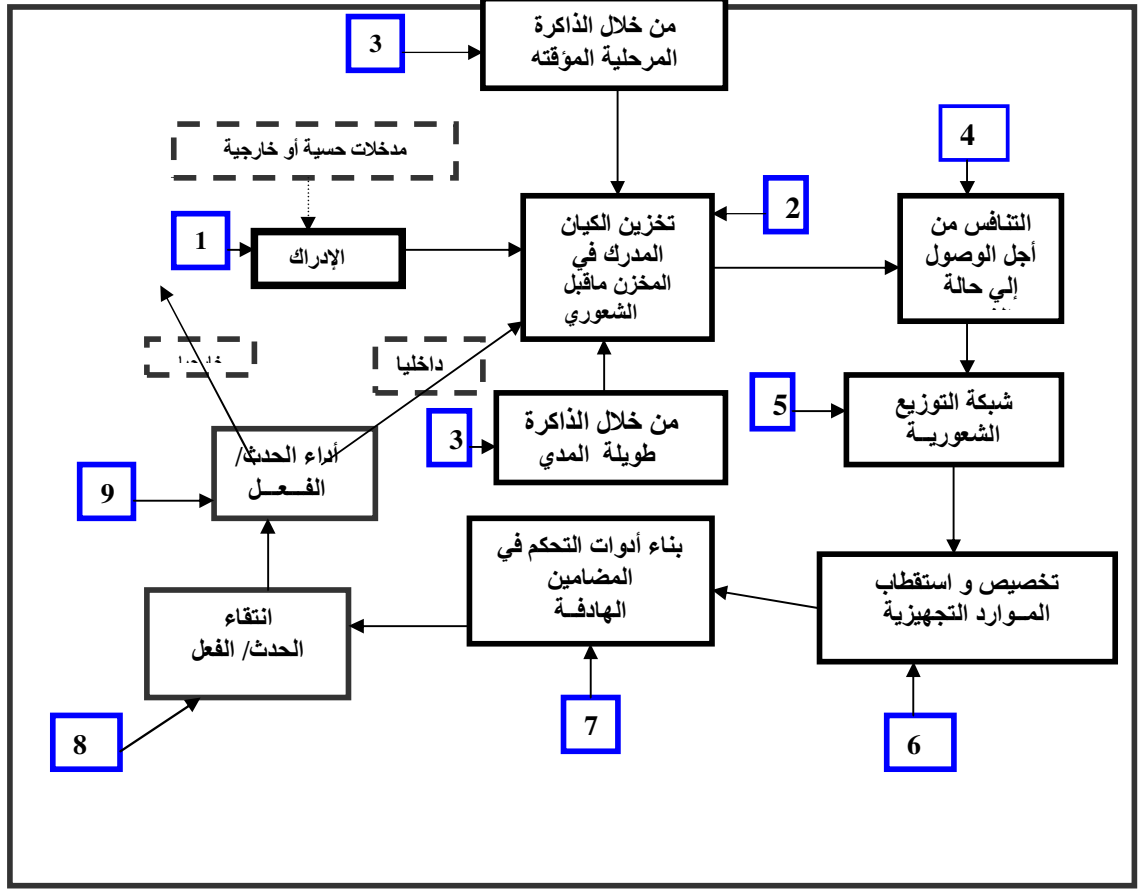 من خلال الذاكرة
المرحلية المؤقته
3
مدخلات حسية أو خارجية
4
2
1
تخزين الكيان
المدرك في
المخزن ماقبل
الشعوري
التنافس من
أجل الوصول
إلي حالة
الإدراك
داخليا
5
شبكة التوزيع
الشعوريــة
3
من خلال الذاكرة
طويلة المدي
أداء الحدث/
الفـــعــل
9
بناء أدوات التحكم في
المضامين
الهادفــة
تخصيص و استقطاب
المــوارد التجهيزية
انتقاء
الحدث/ الفعل
7
6
8